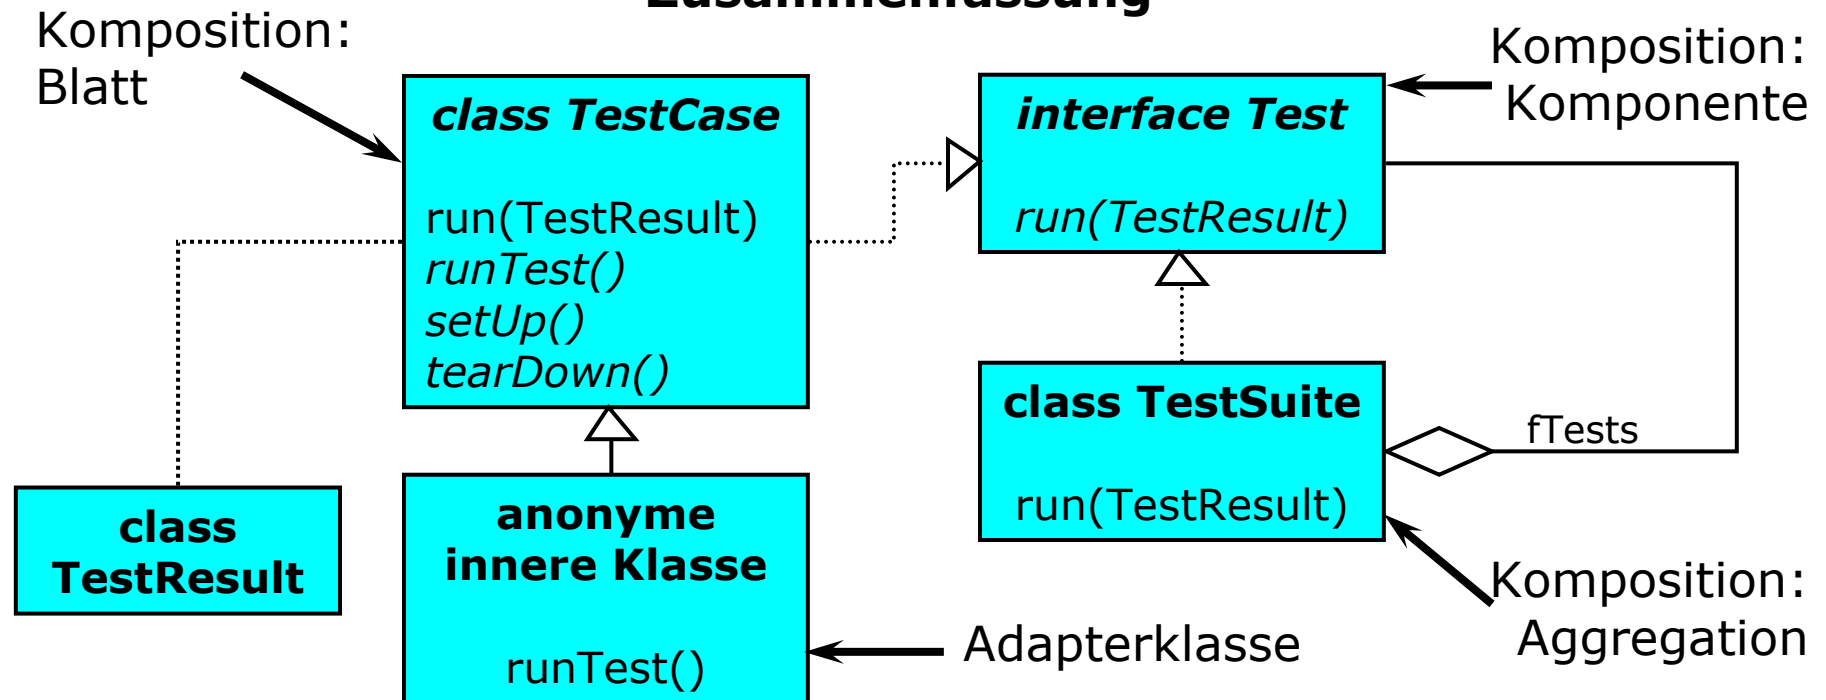 Zusammenfassung
Komposition:
Blatt
class TestCase
run(TestResult)
runTest()
setUp()
tearDown()
interface Test
run(TestResult)
Komposition:
Komponente
class TestSuite
run(TestResult)
fTests
class
TestResult
anonyme
innere Klasse
runTest()
Adapterklasse
Komposition:
Aggregation